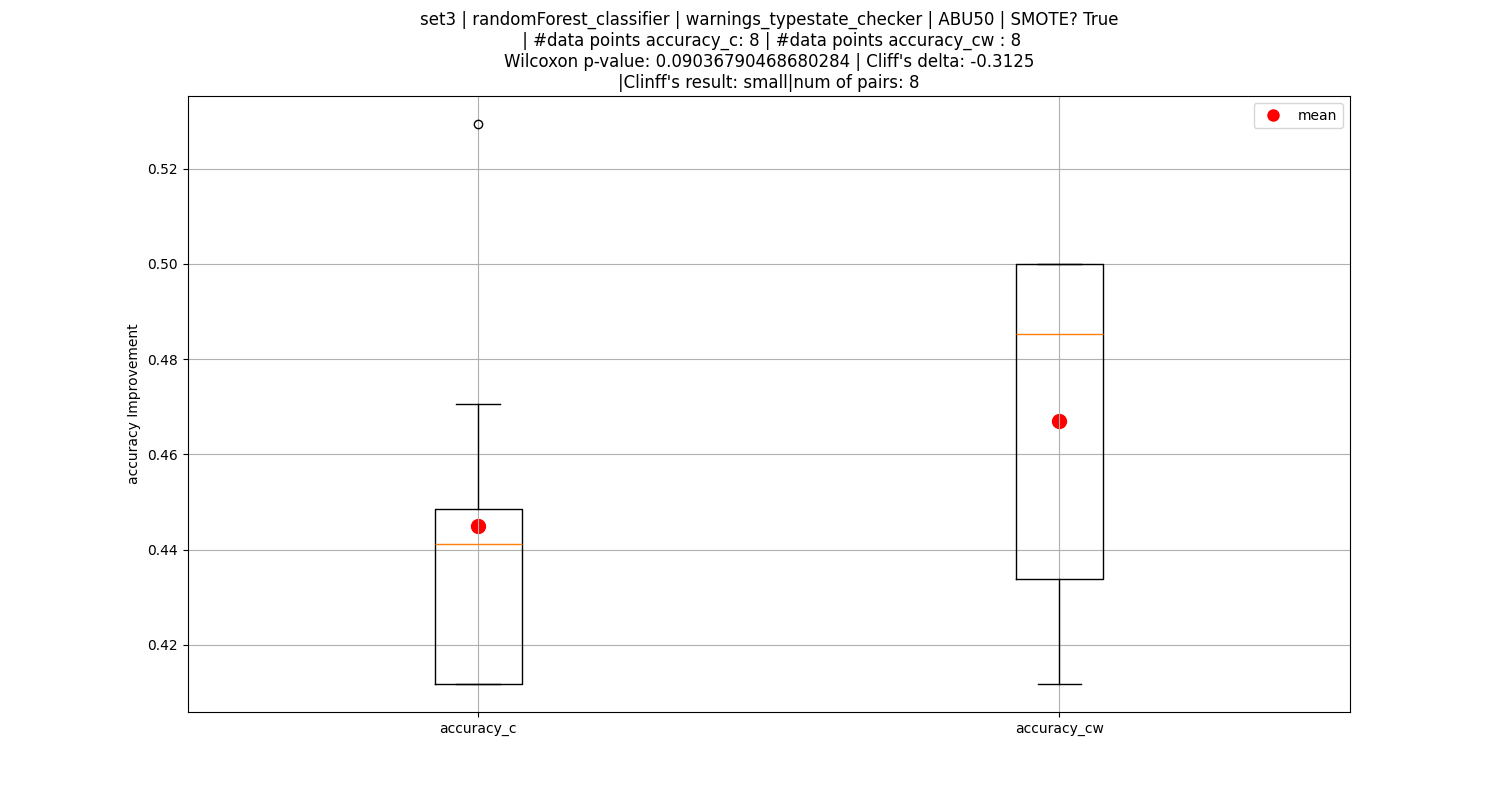 set3 | randomForest_classifier | warnings_typestate_checker | ABU50 | SMOTE? True
| #data points accuracy_c: 8 | #data points accuracy_cw : 8
Wilcoxon p-value: 0.09036790468680284 | Cliff's delta: -0.3125
|Clinff's result: small|num of pairs: 8
mean
0.52
0.50
0.48
0.46
0.44
0.42
accuracy Improvement
accuracy_c
accuracy_cw